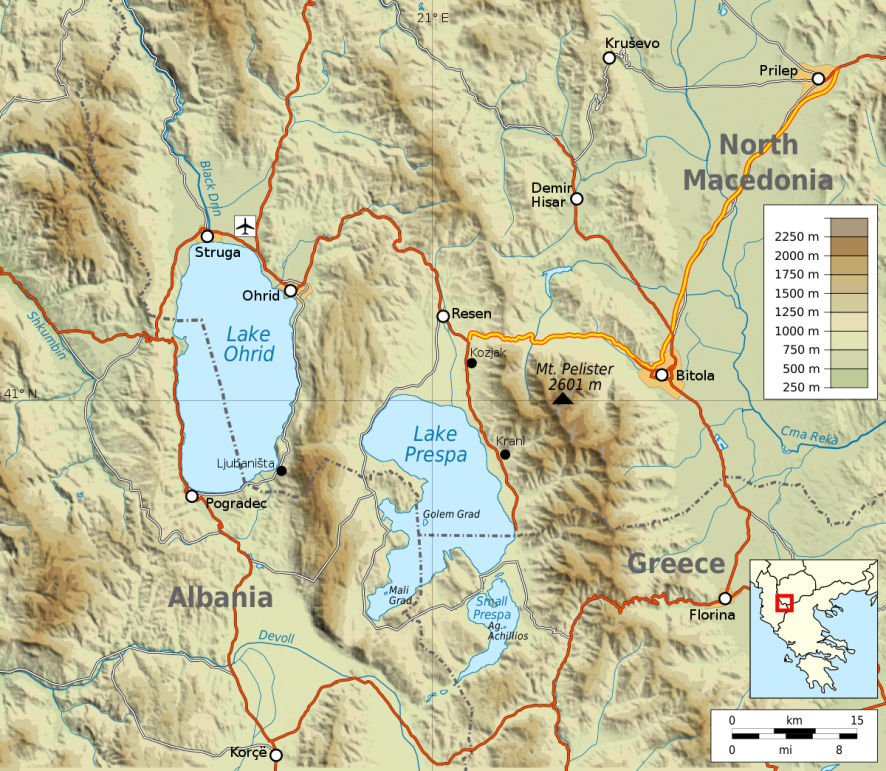 21° E
Kruševo
Prilep
North
Macedonia
Black Drin
Demir
Hisar
2250 m
2000 m
1750 m
1500 m
1250 m
1000 m
750 m
500 m
250 m
Struga
Ohrid
Resen
Shkumbin
Lake
Ohrid
Kozjak
Mt. Pelister
2601 m
Bitola
41° N
Lake
Prespa
Krani
Crna Reka
Ljubaništa
Pogradec
Golem Grad
Greece
Albania
Mali
Grad
Small
Prespa
Ag.
Achillios
Florina
Devoll
Korçë
0 km 15
0 mi 8